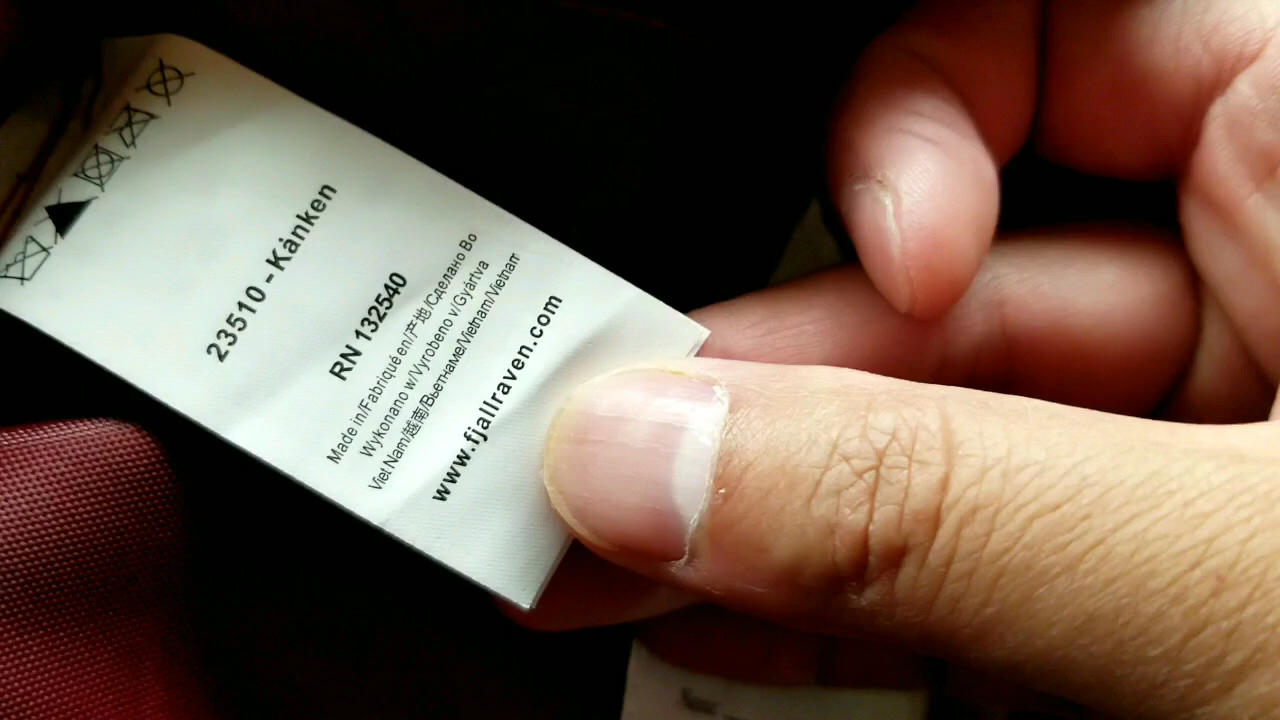 23510 - Kånken
RN 132540
Made in/Fabriqué en/产地/Сделано Во
Wykonano w/Vyrobeno v/Gyártva
Viet Nam/越南/Вьетнаме/Vietnam/Vietnam
www.fjallraven.com